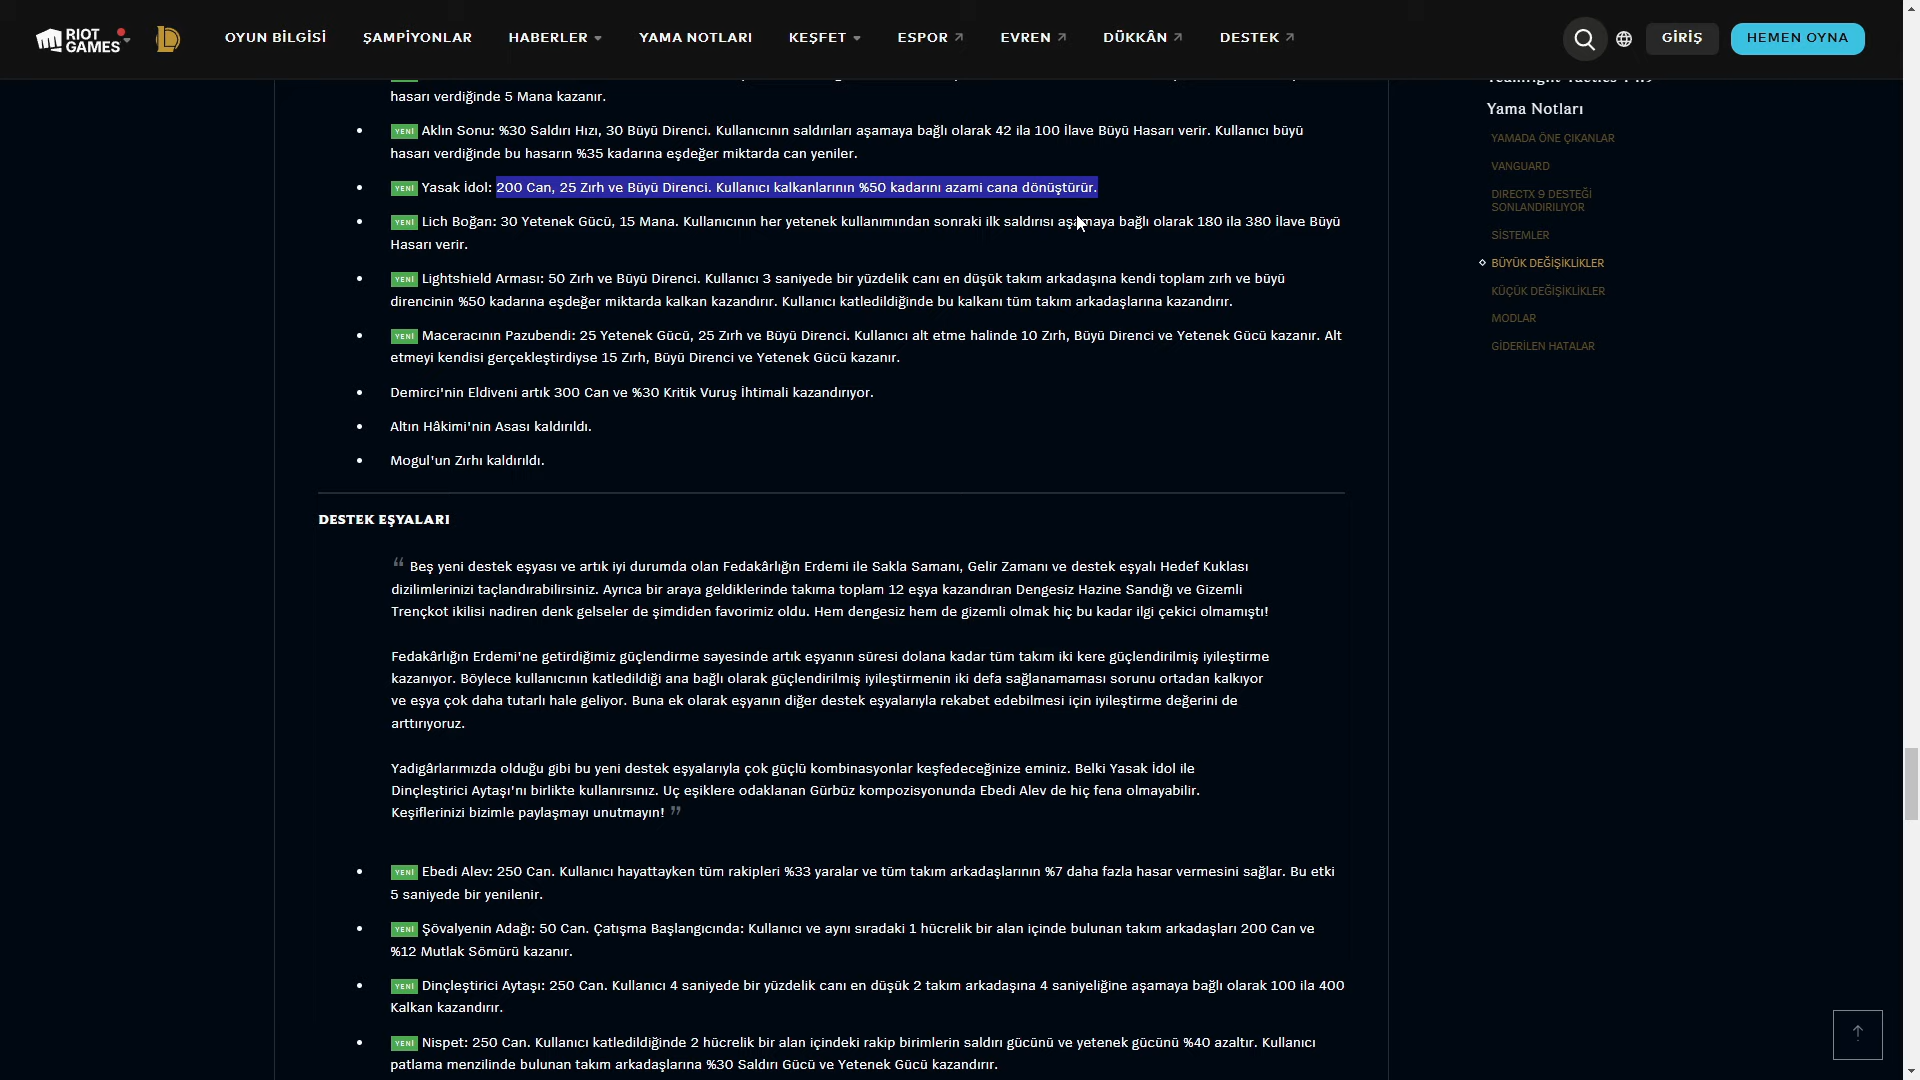 RIOT GAMES
OYUN BİLGİSİ
ŞAMPİYONLAR
HABERLER
YAMA NOTLARI
KEŞFET
ESPOR
EVREN
DÜKKÂN
DESTEK
GİRİŞ
HEMEN OYNA
hasarı verdiğinde 5 Mana kazanır.
YENİ Aklın Sonu: %30 Saldırı Hızı, 30 Büyü Direnci. Kullanıcının saldırıları aşamaya bağlı olarak 42 ila 100 İlave Büyü Hasarı verir. Kullanıcı büyü
hasarı verdiğinde bu hasarın %35 kadarına eşdeğer miktarda can yeniler.
YENİ Yasak İdol: 200 Can, 25 Zırh ve Büyü Direnci. Kullanıcı kalkanlarının %50 kadarını azami cana dönüştürür.
YENİ Lich Boğan: 30 Yetenek Gücü, 15 Mana. Kullanıcının her yetenek kullanımından sonraki ilk saldırısı aşamaya bağlı olarak 180 ila 380 İlave Büyü
Hasarı verir.
YENİ Lightshield Arması: 50 Zırh ve Büyü Direnci. Kullanıcı 3 saniyede bir yüzdelik canı en düşük takım arkadaşına kendi toplam zırh ve büyü
direncinin %50 kadarına eşdeğer miktarda kalkan kazandırır. Kullanıcı katledildiğinde bu kalkanı tüm takım arkadaşlarına kazandırır.
YENİ Maceracının Pazubendi: 25 Yetenek Gücü, 25 Zırh ve Büyü Direnci. Kullanıcı alt etme halinde 10 Zırh, Büyü Direnci ve Yetenek Gücü kazanır. Alt
etmeyi kendisi gerçekleştirdiyse 15 Zırh, Büyü Direnci ve Yetenek Gücü kazanır.
Demirci'nin Eldiveni artık 300 Can ve %30 Kritik Vuruş İhtimali kazandırıyor.
Altın Hâkimi'nin Asası kaldırıldı.
Mogul'un Zırhı kaldırıldı.
DESTEK EŞYALARI
“ Beş yeni destek eşyası ve artık iyi durumda olan Fedakârlığın Erdemi ile Sakla Samanı, Gelir Zamanı ve destek eşyalı Hedef Kuklası
dizilimlerinizi taçlandırabilirsiniz. Ayrıca bir araya geldiklerinde takıma toplam 12 eşya kazandıran Dengesiz Hazine Sandığı ve Gizemli
Trençkot ikilisi nadiren denk gelseler de şimdiden favorimiz oldu. Hem dengesiz hem de gizemli olmak hiç bu kadar ilgi çekici olmamıştı!
Fedakârlığın Erdemi'ne getirdiğimiz güçlendirme sayesinde artık eşyanın süresi dolana kadar tüm takım iki kere güçlendirilmiş iyileştirme
kazanıyor. Böylece kullanıcının katledildiği ana bağlı olarak güçlendirilmiş iyileştirmenin iki defa sağlanamaması sorunu ortadan kalkıyor
ve eşya çok daha tutarlı hale geliyor. Buna ek olarak eşyanın diğer destek eşyalarıyla rekabet edebilmesi için iyileştirme değerini de
arttırıyoruz.
Yadigârlarımızda olduğu gibi bu yeni destek eşyalarıyla çok güçlü kombinasyonlar keşfedeceğinize eminiz. Belki Yasak İdol ile
Dinçleştirici Aytaşı'nı birlikte kullanırsınız. Uç eşiklere odaklanan Gürbüz kompozisyonunda Ebedi Alev de hiç fena olmayabilir.
Keşiflerinizi bizimle paylaşmayı unutmayın! ”
YENİ Ebedi Alev: 250 Can. Kullanıcı hayattayken tüm rakipleri %33 yaralar ve tüm takım arkadaşlarının %7 daha fazla hasar vermesini sağlar. Bu etki
5 saniyede bir yenilenir.
YENİ Şövalyenin Adağı: 50 Can. Çatışma Başlangıcında: Kullanıcı ve aynı sıradaki 1 hücrelik bir alan içinde bulunan takım arkadaşları 200 Can ve
%12 Mutlak Sömürü kazanır.
YENİ Dinçleştirici Aytaşı: 250 Can. Kullanıcı 4 saniyede bir yüzdelik canı en düşük 2 takım arkadaşına 4 saniyeliğine aşamaya bağlı olarak 100 ila 400
Kalkan kazandırır.
YENİ Nispet: 250 Can. Kullanıcı katledildiğinde 2 hücrelik bir alan içindeki rakip birimlerin saldırı gücünü ve yetenek gücünü %40 azaltır. Kullanıcı
patlama menzilinde bulunan takım arkadaşlarına %30 Saldırı Gücü ve Yetenek Gücü kazandırır.
Yama Notları
YAMADA ÖNE ÇIKANLAR
VANGUARD
DIRECTX 9 DESTEĞİ
SONLANDIRILIYOR
SİSTEMLER
BÜYÜK DEĞİŞİKLİKLER
KÜÇÜK DEĞİŞİKLİKLER
MODLAR
GİDERİLEN HATALAR